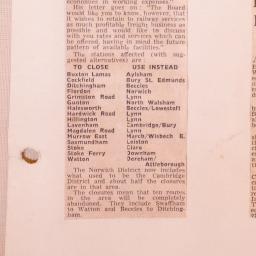 economies in working expenses."
His letter goes on: "The Board
would like you to know, however, that
it wishes to retain to railway services
as much profitable freight business as
possible and would like to discuss
with you rates and services which can
be offered, having in mind the future
pattern of available facilities."
The stations affected (with sug-
gested alternatives) are:
TO CLOSE USE INSTEAD
Buxton Lamas Aylsham
Cockfield Bury St. Edmunds
Ditchingham Beccles
Flordon Norwich
Grimston Road Lynn
Gunton North Walsham
Halesworth Beccles/Lowestoft
Hardwick Road Lynn
Hillington Lynn
Lavenham Cambridge/Bury
Magdalen Road Lynn
Murrow East March/Wisbech E.
Saxmundham Leiston
Stoke Clare
Stoke Ferry Downham
Watton Dereham/
Attleborough
The Norwich District now includes
what used to be the Cambridge
District and about half the closures
are in that area.
The closures mean that ten routes
in the area will be completely
abandoned. They include Swaffham
to Watton and Beccles to Ditching-
ham.